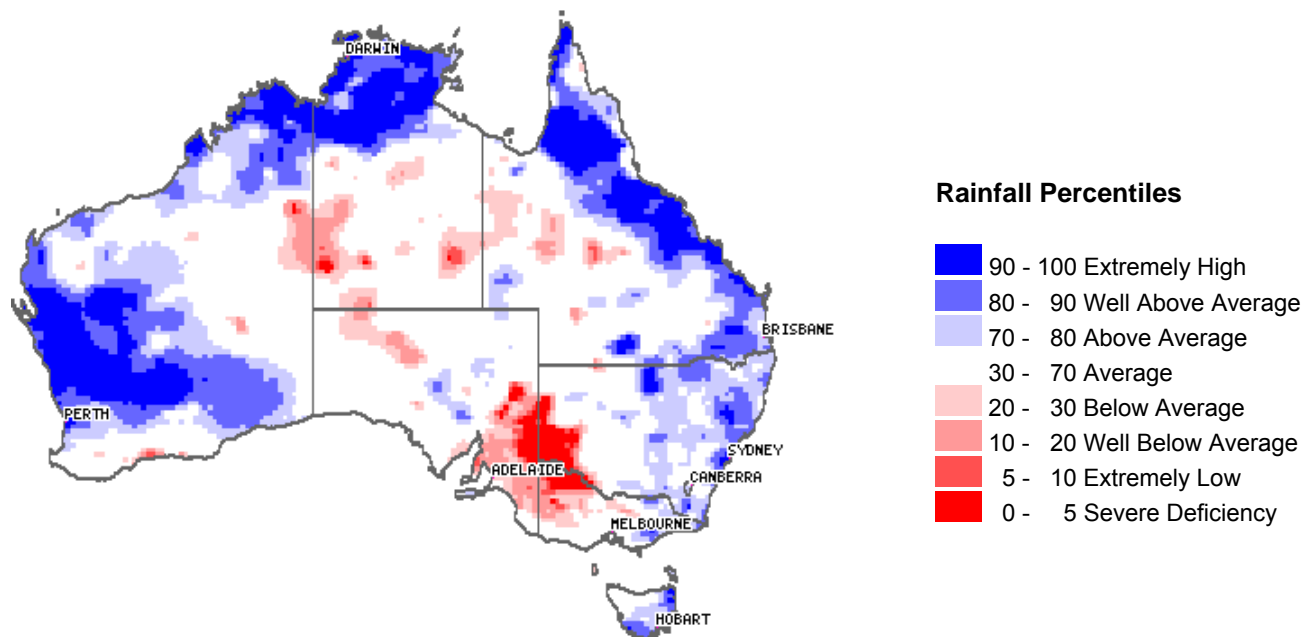 DARWIN
BRISBANE
PERTH
SYDNEY
ADELAIDE
CANBERRA
MELBOURNE
HOBART
Rainfall Percentiles
90 - 100 Extremely High
80 - 90 Well Above Average
70 - 80 Above Average
30 - 70 Average
20 - 30 Below Average
10 - 20 Well Below Average
5 - 10 Extremely Low
0 - 5 Severe Deficiency